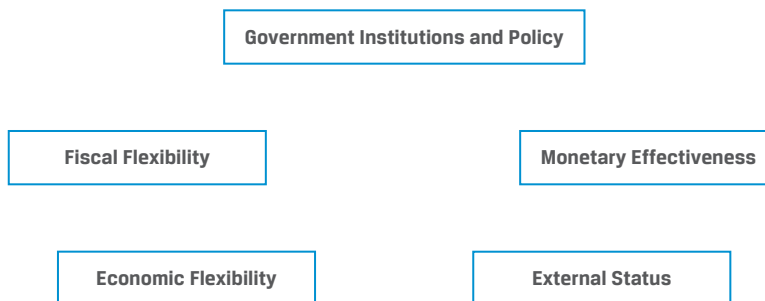 Government Institutions and Policy
Fiscal Flexibility
Monetary Effectiveness
Economic Flexibility
External Status